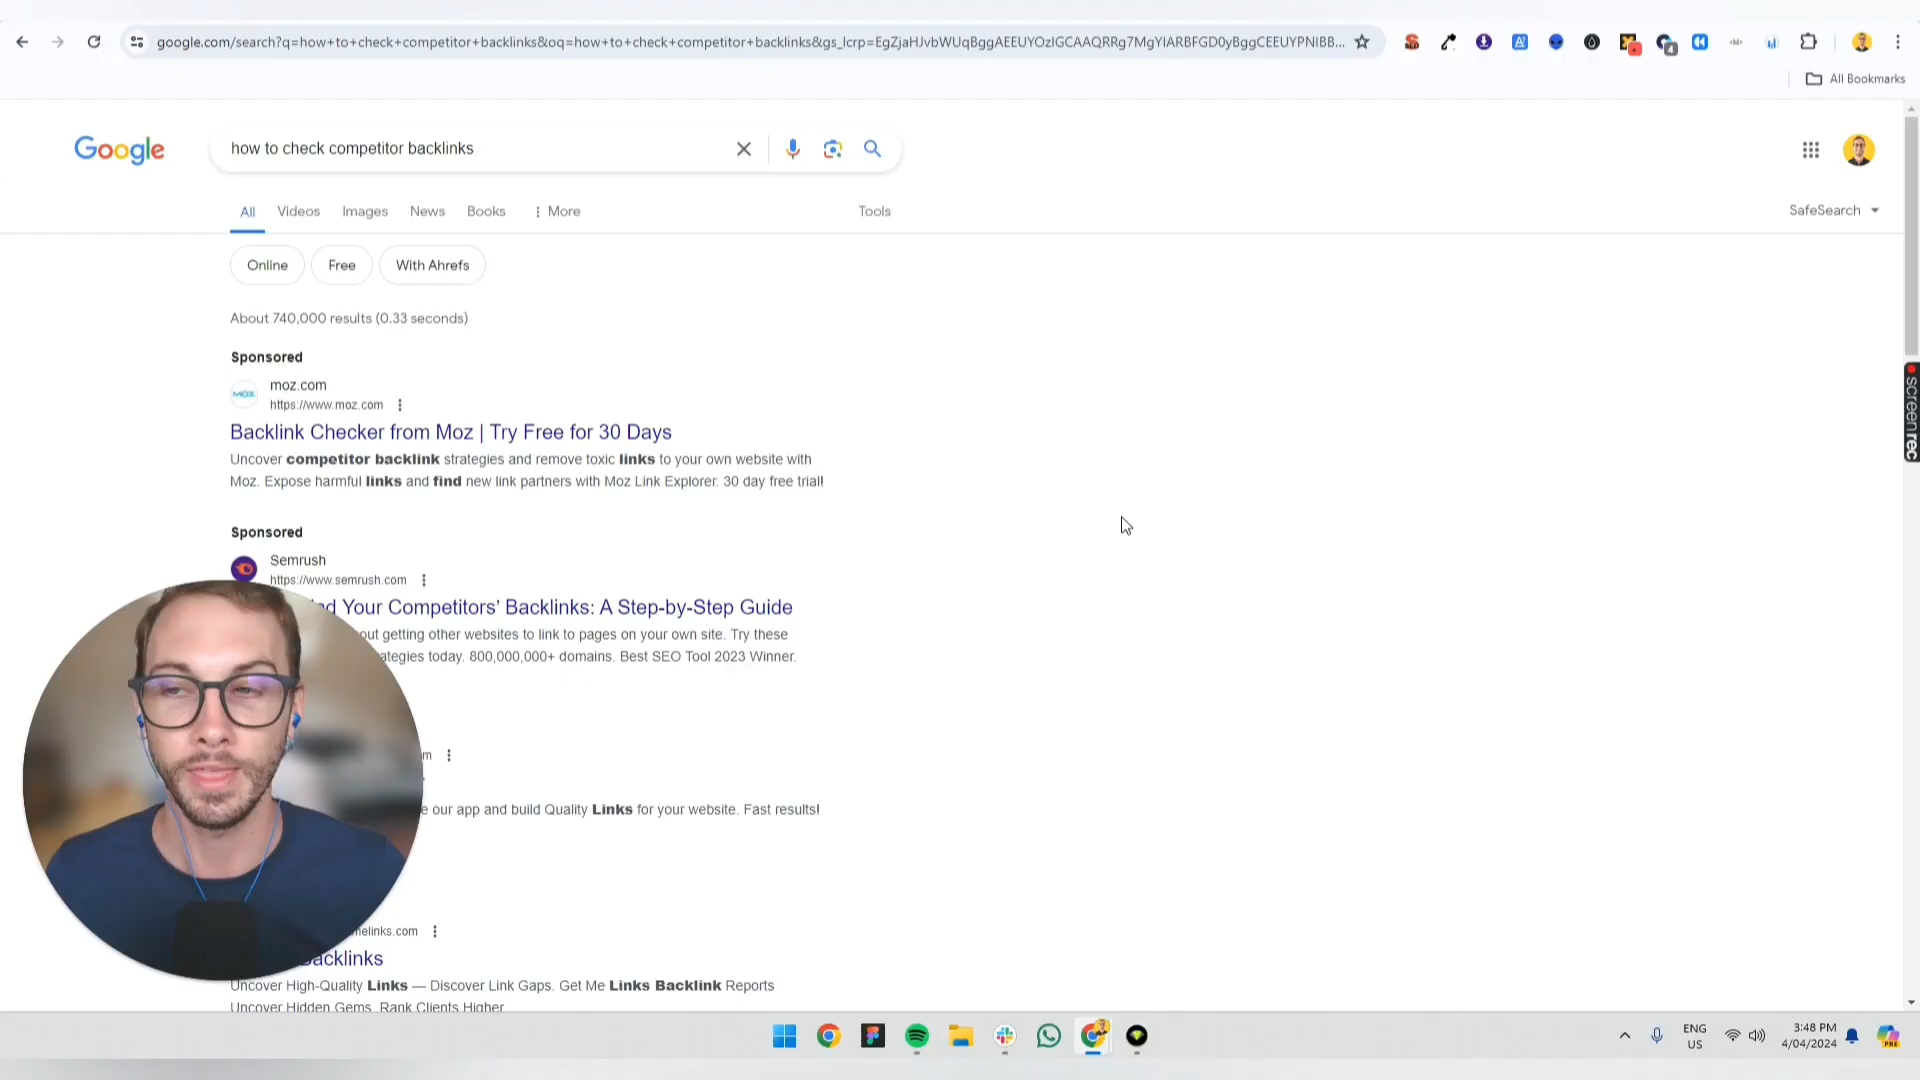 google.com/search?q=how+to+check+competitor+backlinks&oq=how+to+check+competitor+backlinks&gs_lcrp=EgZjaHJvbWUqBggAEEUYOzIGCAAQRRg7MgYIARBFGD0yBggCEEUYPNIBB...
All Bookmarks
Google
how to check competitor backlinks
All Videos Images News Books More Tools SafeSearch
Online Free With Ahrefs
About 740,000 results (0.33 seconds)
Sponsored
MOZ
moz.com
https://www.moz.com
Backlink Checker from Moz | Try Free for 30 Days
Uncover competitor backlink strategies and remove toxic links to your own website with
Moz. Expose harmful links and find new link partners with Moz Link Explorer. 30 day free trial!
screenrec
Sponsored
Semrush
https://www.semrush.com
Your Competitors’ Backlinks: A Step-by-Step Guide
getting other websites to link to pages on your own site. Try these
today. 800,000,000+ domains. Best SEO Tool 2023 Winner.
our app and build Quality Links for your website. Fast results!
melinks.com
Backlinks
Uncover High-Quality Links — Discover Link Gaps. Get Me Links Backlink Reports
Uncover Hidden Gems. Rank Clients Higher
ENG
US
3:48 PM
4/04/2024
PRE
4